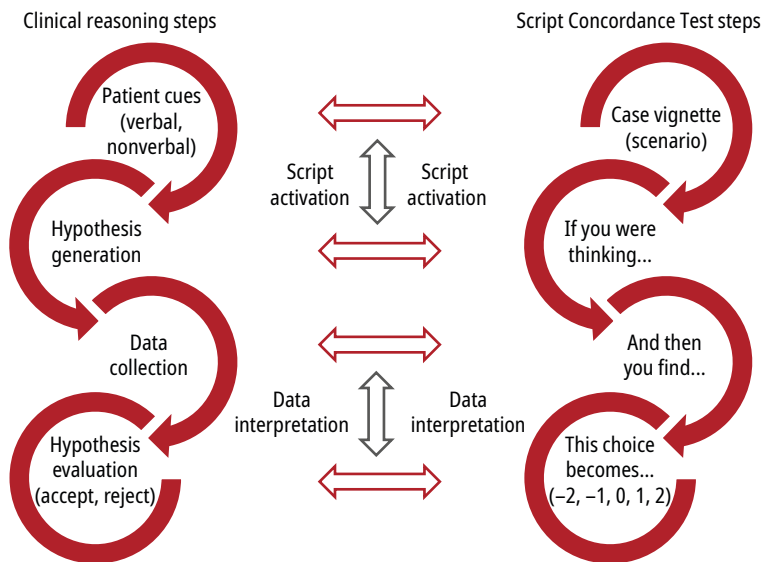 Clinical reasoning steps
Script Concordance Test steps
Patient cues
(verbal,
nonverbal)
Case vignette
(scenario)
Script
activation
Script
activation
Hypothesis
generation
If you were
thinking...
Data
collection
And then
you find...
Data
interpretation
Data
interpretation
Hypothesis
evaluation
(accept, reject)
This choice
becomes...
(–2, –1, 0, 1, 2)